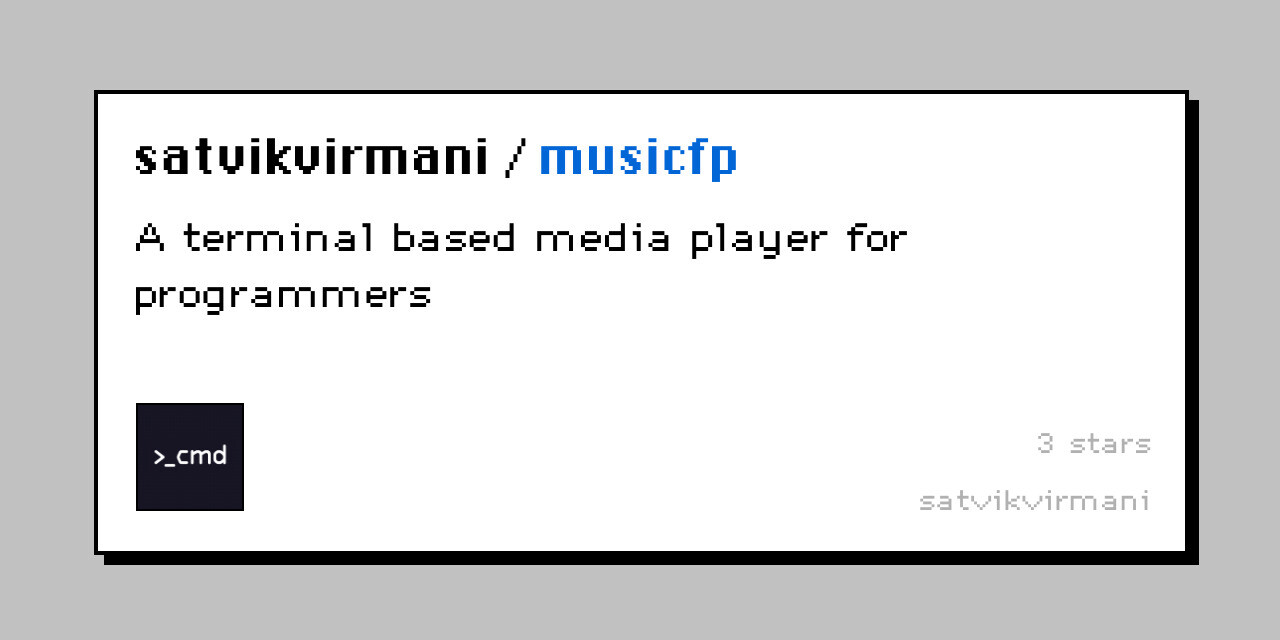 satvikvirmani / musicfp
A terminal based media player for
programmers
>_cmd
3 stars
satvikvirmani